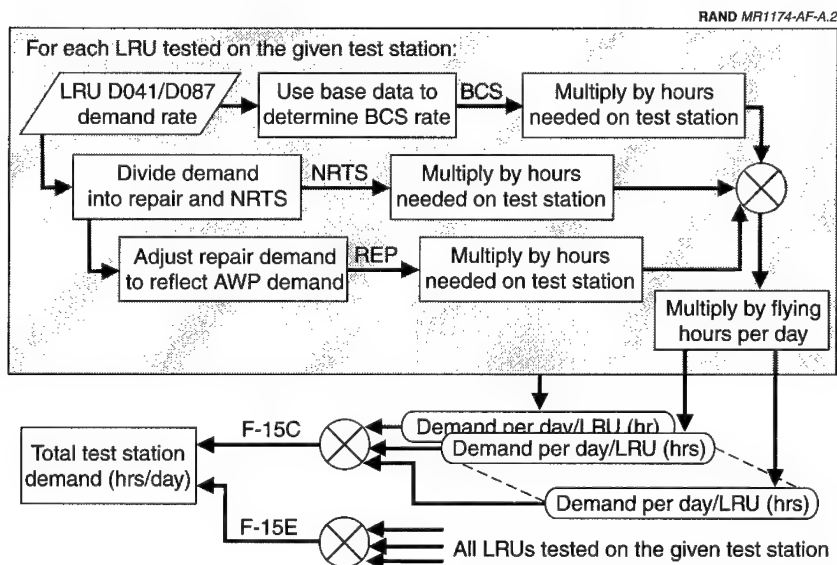 RAND MR1174-AF-A.2
For each LRU tested on the given test station:
LRU D041/D087
demand rate
Use base data to
determine BCS rate
BCS
Multiply by hours
needed on test station
Divide demand
into repair and NRTS
NRTS
Multiply by hours
needed on test station
Adjust repair demand
to reflect AWP demand
REP
Multiply by hours
needed on test station
Multiply by flying
hours per day
Demand per day/LRU (hr)
Demand per day/LRU (hrs)
Demand per day/LRU (hrs)
F-15C
Total test station
demand (hrs/day)
F-15E
All LRUs tested on the given test station